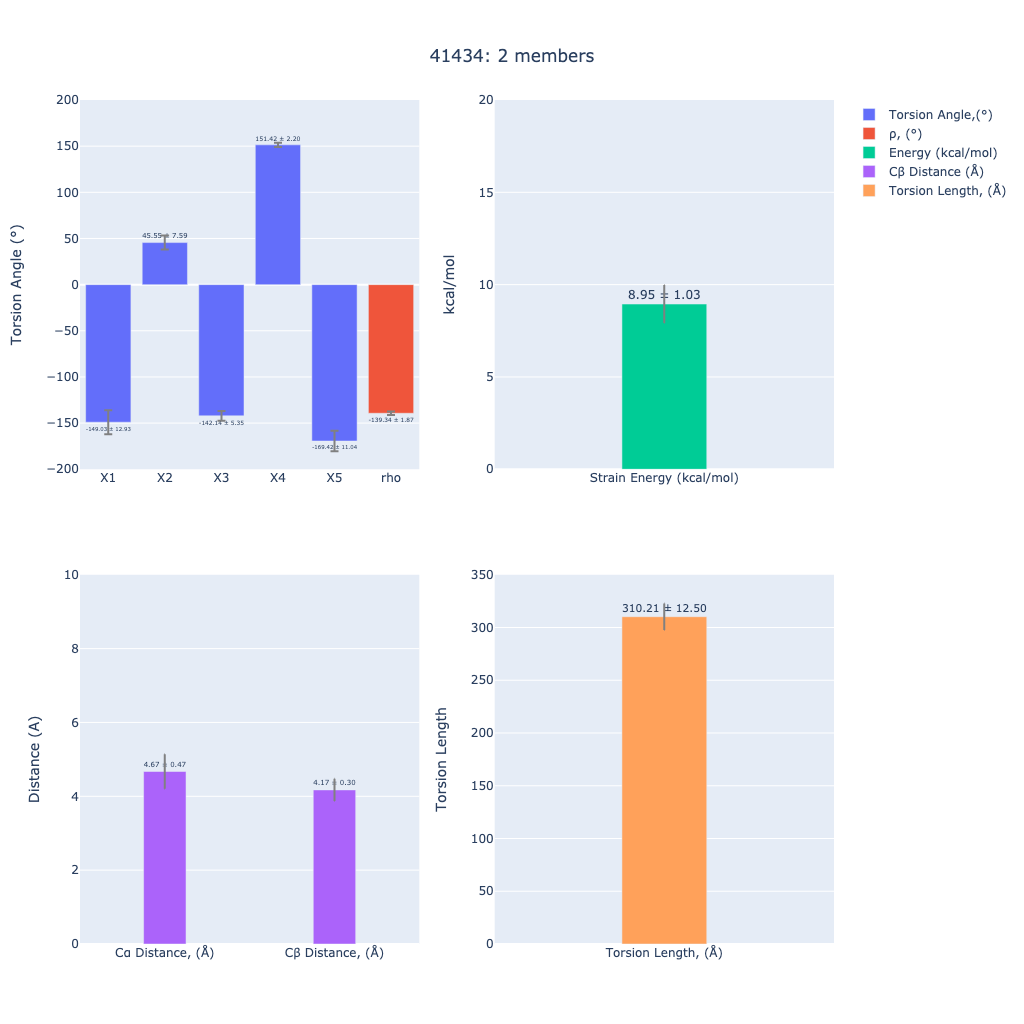 41434: 2 members
Torsion Angle (°)
200
150
100
50
0
−50
−100
−150
−200
-149.03 ± 12.93
45.55 ± 7.59
-142.14 ± 5.35
151.42 ± 2.20
-169.42 ± 11.04
-139.34 ± 1.87
X1 X2 X3 X4 X5 rho
kcal/mol
20
15
10
5
0
8.95 ± 1.03
Strain Energy (kcal/mol)
Torsion Angle,(°)
ρ, (°)
Energy (kcal/mol)
Cβ Distance (Å)
Torsion Length, (Å)
Distance (A)
10
8
6
4
2
0
4.67 ± 0.47
4.17 ± 0.30
Cα Distance, (Å) Cβ Distance, (Å)
Torsion Length
350
300
250
200
150
100
50
0
310.21 ± 12.50
Torsion Length, (Å)